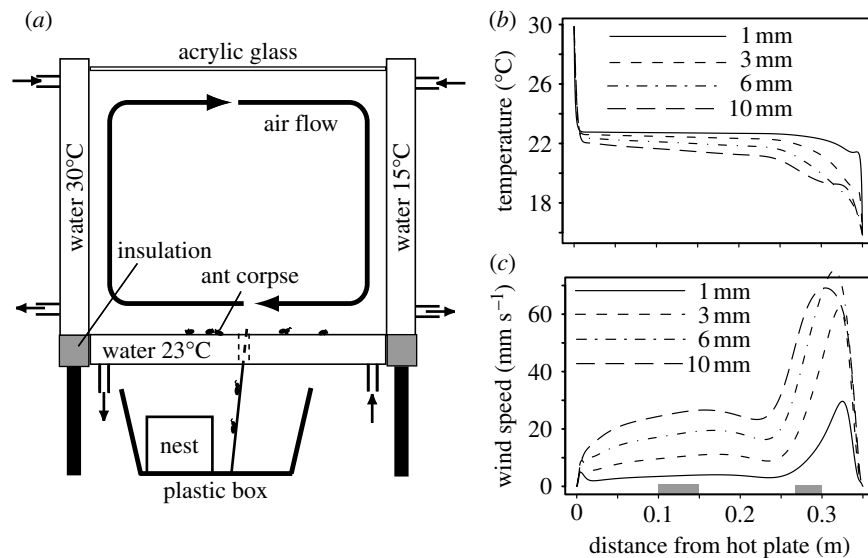 (a)
acrylic glass
air flow
water 30°C
water 15°C
insulation
ant corpse
water 23°C
nest
plastic box
(b)
30
26
22
18
temperature (°C)
1 mm
3 mm
6 mm
10 mm
(c)
60
40
20
0
wind speed (mm s⁻¹)
1 mm
3 mm
6 mm
10 mm
0 0.1 0.2 0.3
distance from hot plate (m)